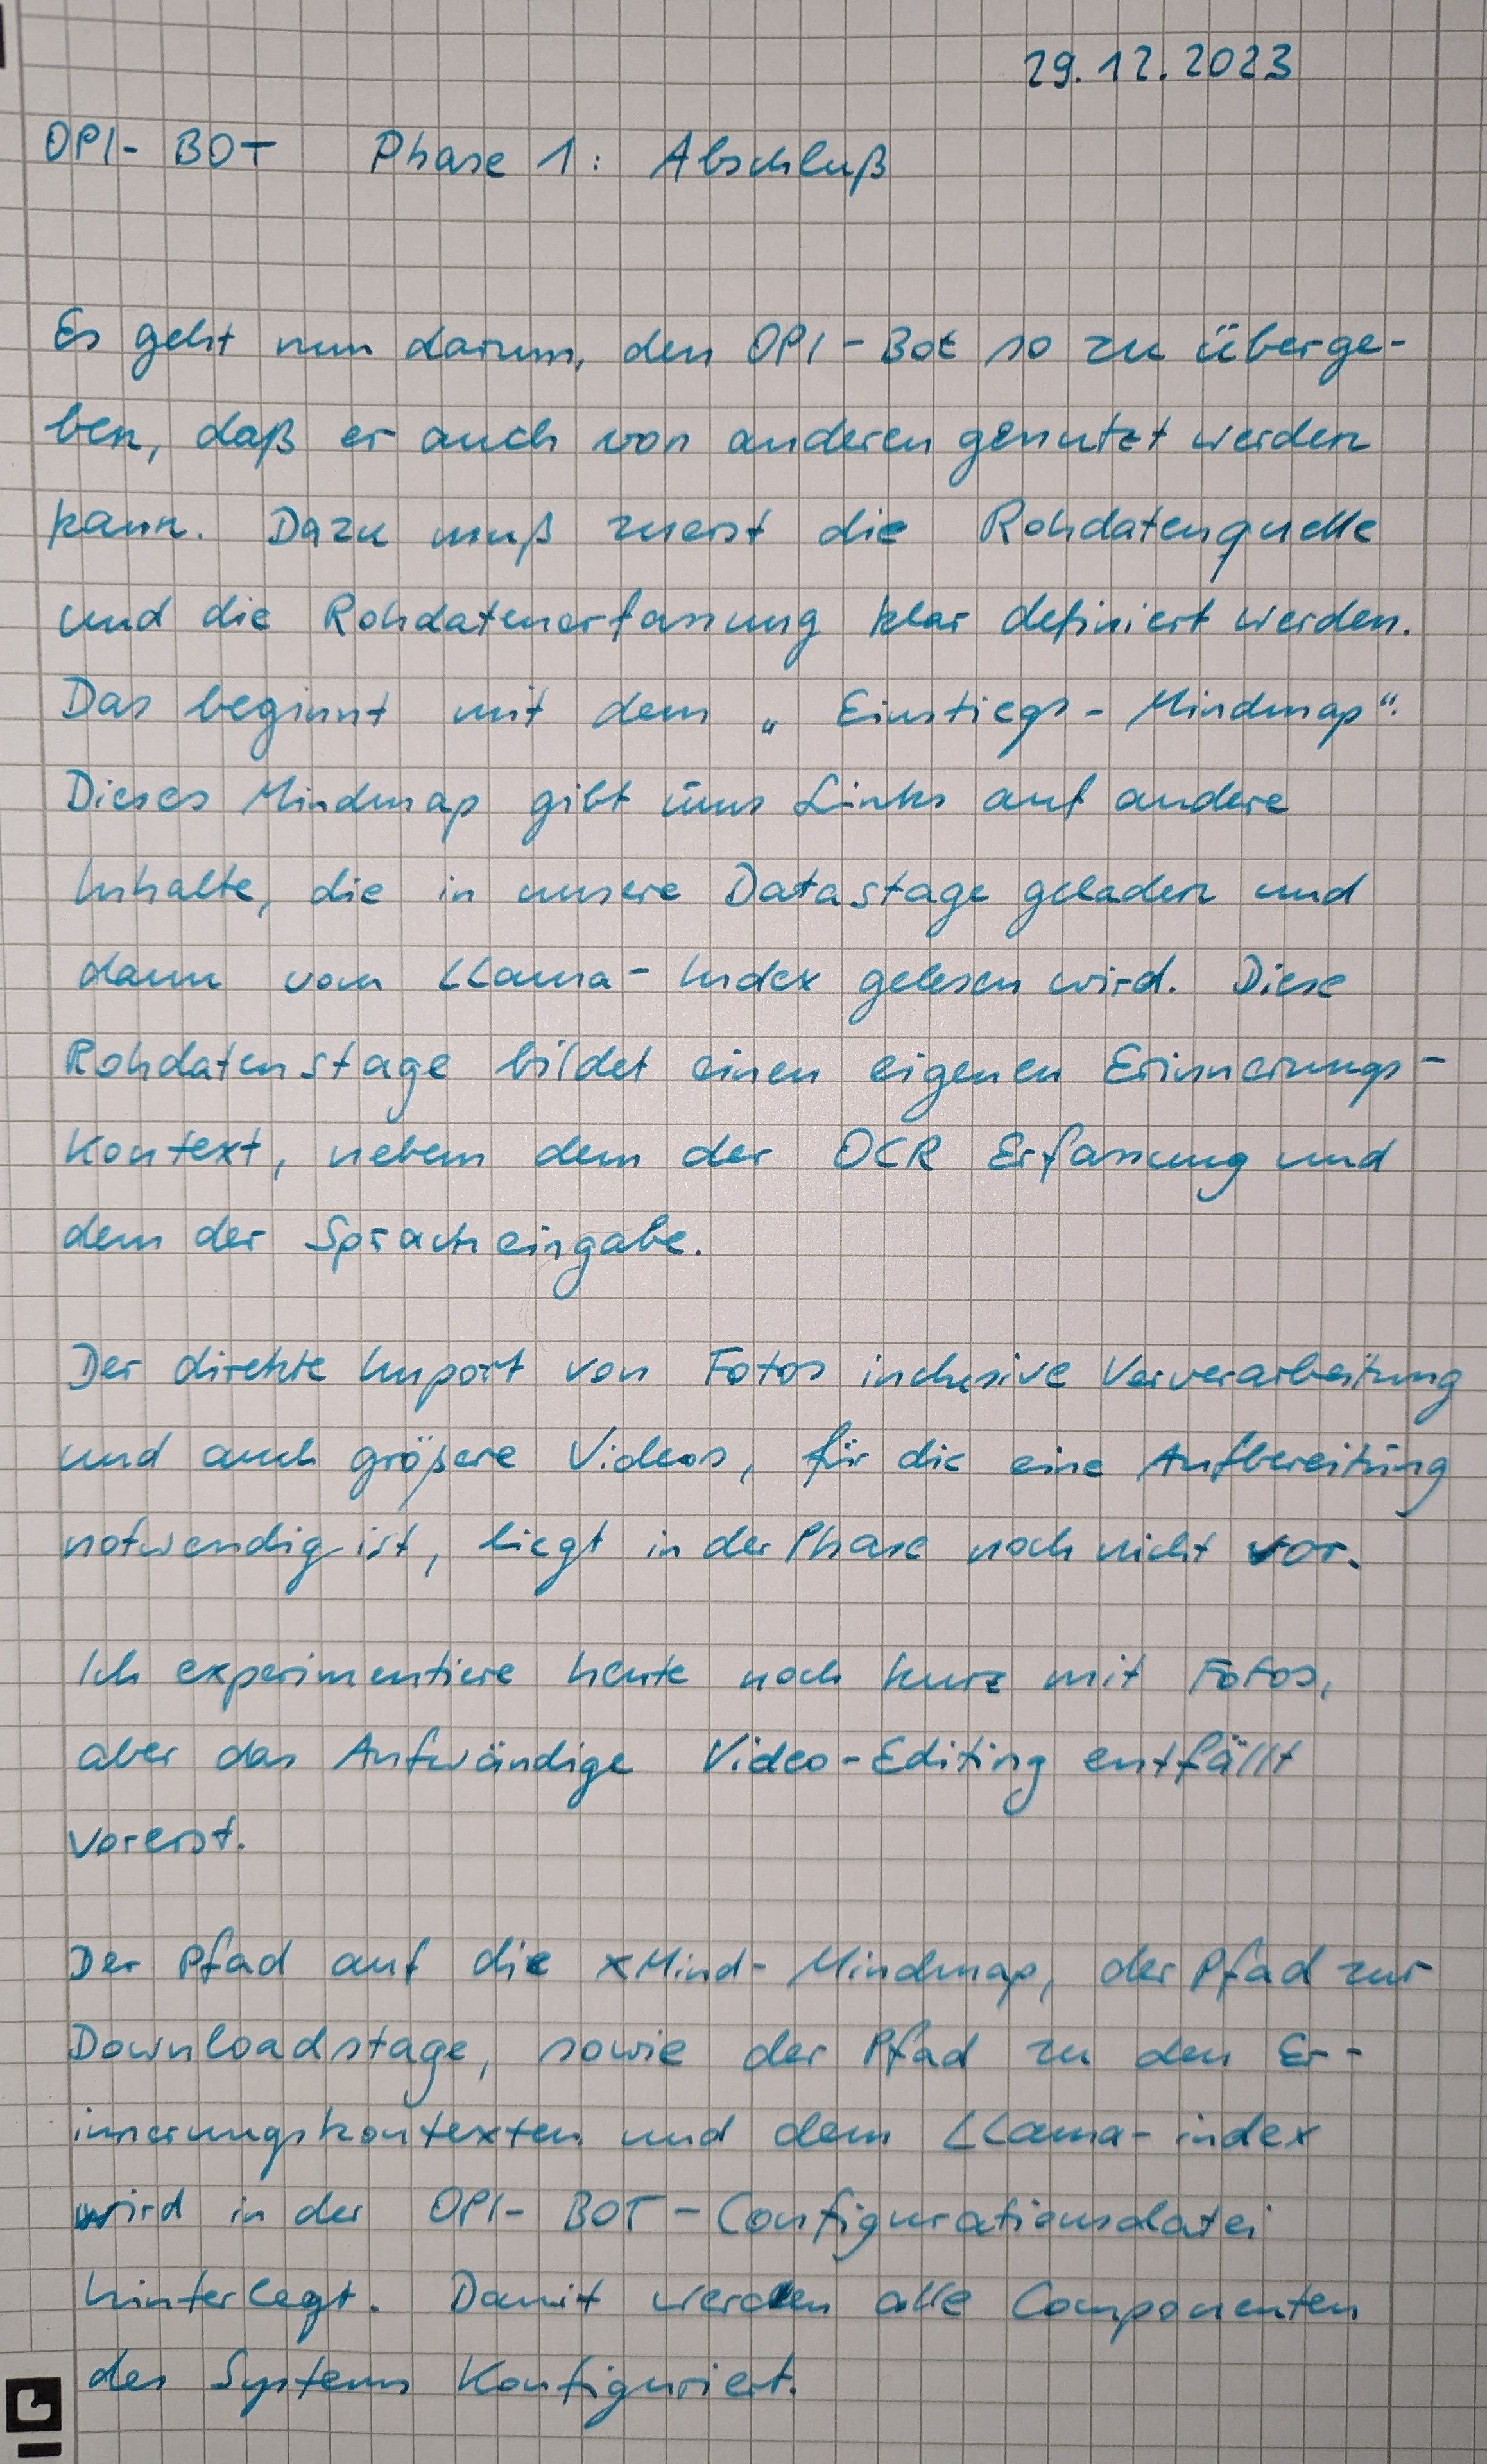 29.12.2023
OPI-BOT Phase 1: Abschluß
Es geht nun darum, den OPI-Bot so zu überge-
ben, daß er auch von anderen genutzt werden
kann. Dazu muß zuerst die Rohdatenquelle
und die Rohdatenerfassung klar definiert werden.
Das beginnt mit dem „Einstiegs-Mindmap“.
Dieses Mindmap gibt uns Links auf andere
Inhalte, die in unsere Datastage geladen und
dann vom LLama-Index gelesen wird. Diese
Rohdatenstage bildet einen eigenen Erinnerungs-
Kontext, neben dem der OCR Erfassung und
dem der Spracheingabe.
Der direkte Import von Fotos inclusive Vorverarbeitung
und auch größere Videos, für die eine Aufbereitung
notwendig ist, liegt in der Phase noch nicht vor.
Ich experimentiere heute noch kurz mit Fotos,
aber das Aufwändige Video-Editing entfällt
vorerst.
Der Pfad auf die xMind-Mindmap, der Pfad zur
Downloadstage, sowie der Pfad zu den Er-
innerungskontexten und dem LLama-index
wird in der OPI-BOT-Configurationsdatei
hinterlegt. Damit werden alle Componenten
des Systems Konfiguriert.